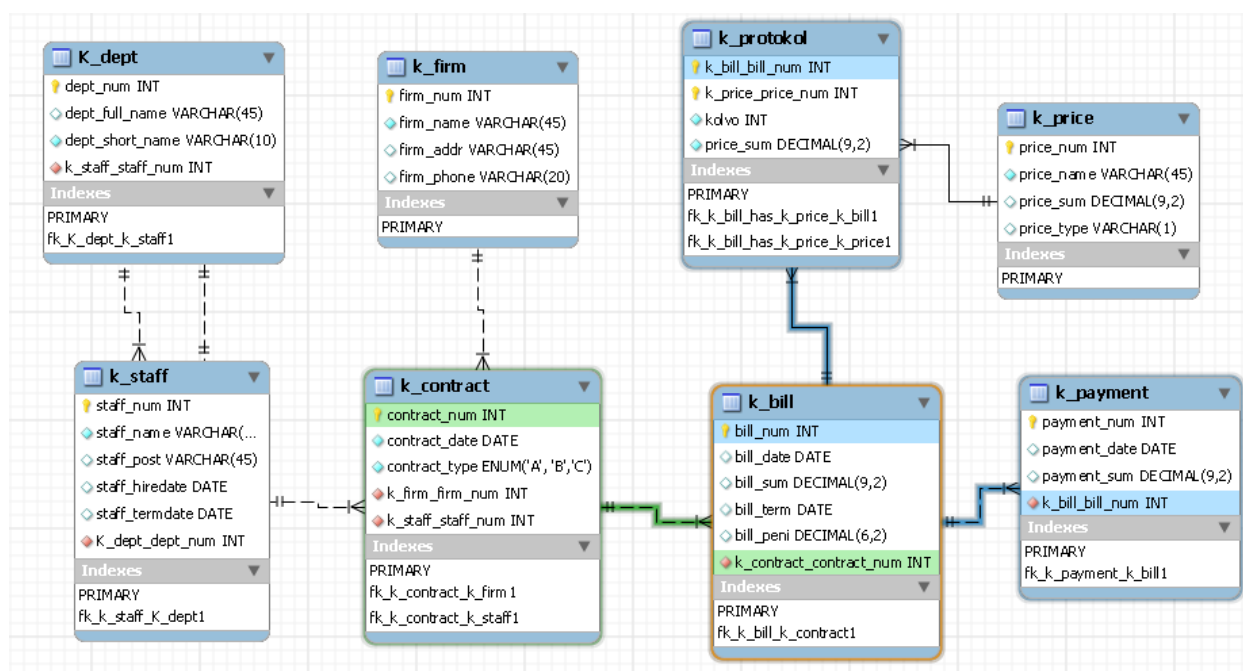 K_dept
dept_num INT
dept_full_name VARCHAR(45)
dept_short_name VARCHAR(10)
k_staff_staff_num INT
Indexes
PRIMARY
fk_K_dept_k_staff1
k_firm
firm_num INT
firm_name VARCHAR(45)
firm_addr VARCHAR(45)
firm_phone VARCHAR(20)
Indexes
PRIMARY
k_protokol
k_bill_bill_num INT
k_price_price_num INT
kolvo INT
price_sum DECIMAL(9,2)
Indexes
PRIMARY
fk_k_bill_has_k_price_k_bill1
fk_k_bill_has_k_price_k_price1
k_price
price_num INT
price_name VARCHAR(45)
price_sum DECIMAL(9,2)
price_type VARCHAR(1)
Indexes
PRIMARY
k_staff
staff_num INT
staff_name VARCHAR(...
staff_post VARCHAR(45)
staff_hiredate DATE
staff_termdate DATE
K_dept_dept_num INT
Indexes
PRIMARY
fk_k_staff_K_dept1
k_contract
contract_num INT
contract_date DATE
contract_type ENUM('A', 'B','C')
k_firm_firm_num INT
k_staff_staff_num INT
Indexes
PRIMARY
fk_k_contract_k_firm1
fk_k_contract_k_staff1
k_bill
bill_num INT
bill_date DATE
bill_sum DECIMAL(9,2)
bill_term DATE
bill_peni DECIMAL(6,2)
k_contract_contract_num INT
Indexes
PRIMARY
fk_k_bill_k_contract1
k_payment
payment_num INT
payment_date DATE
payment_sum DECIMAL(9,2)
k_bill_bill_num INT
Indexes
PRIMARY
fk_k_payment_k_bill1